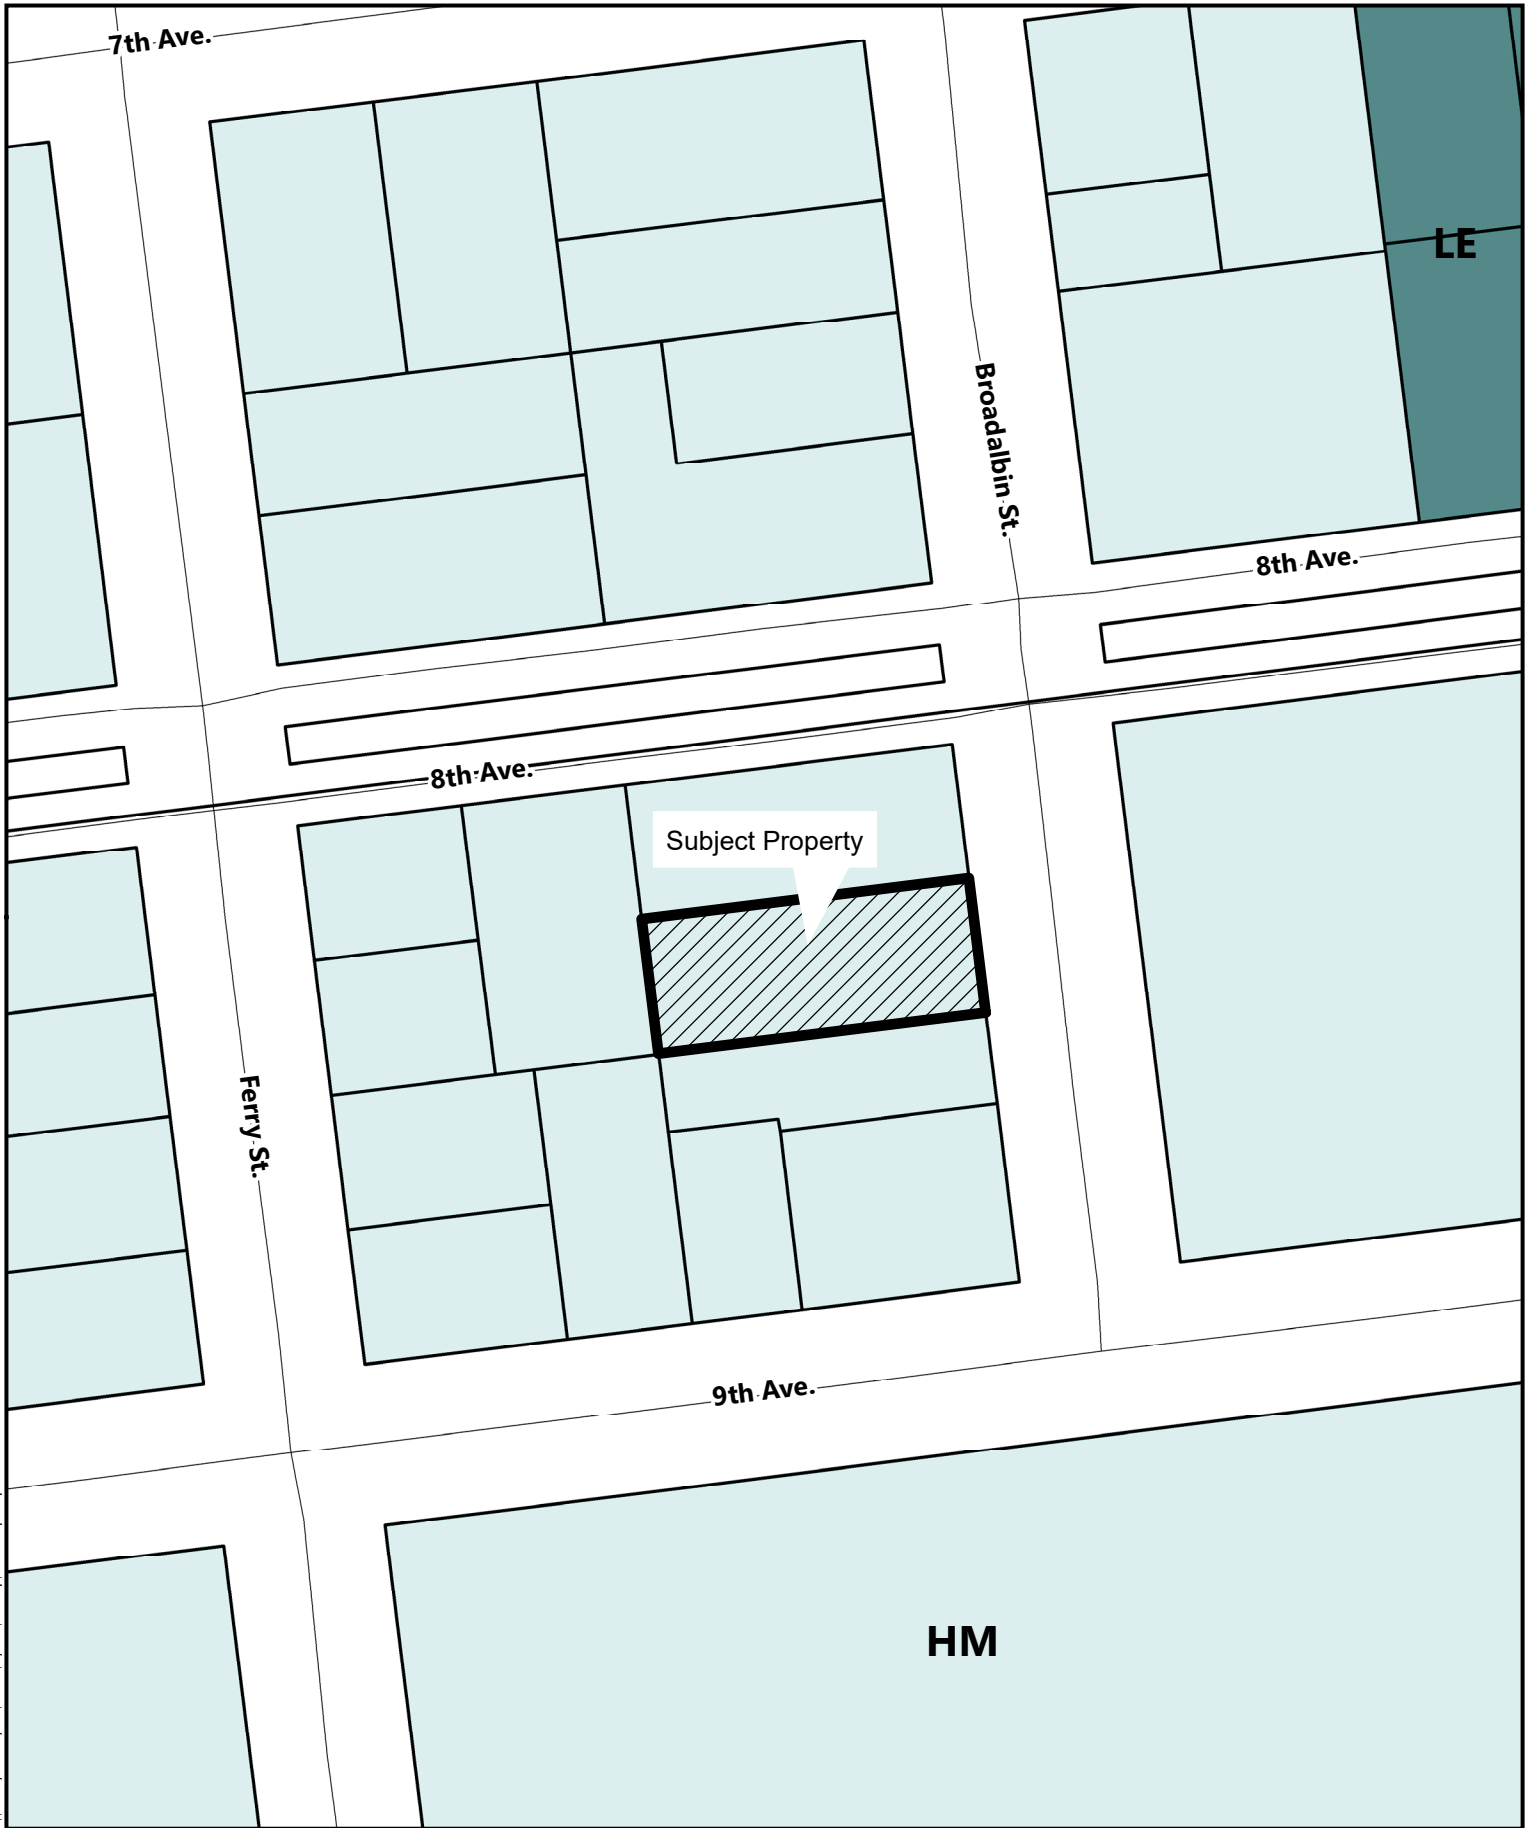 7th Ave.
LE
Broadalbin St.
8th Ave.
8th Ave.
Subject Property
Ferry St.
9th Ave.
HM